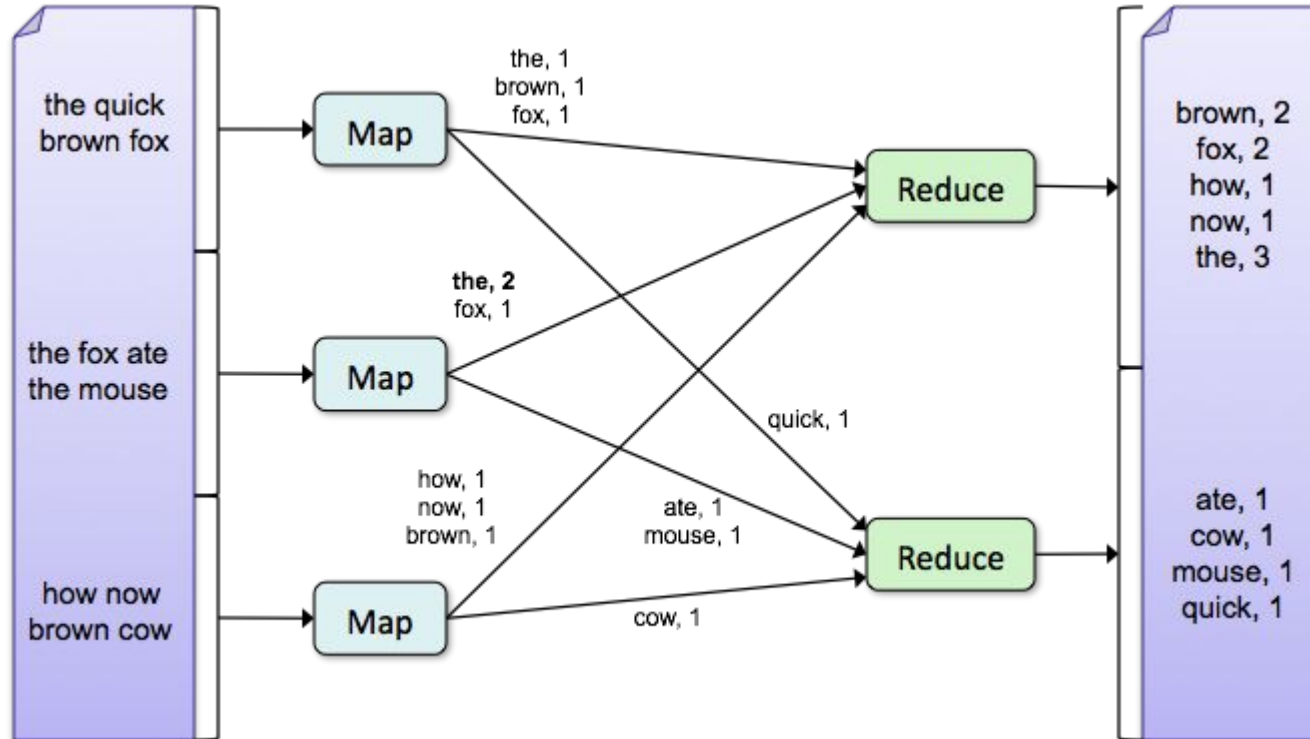 the quick
brown fox
the fox ate
the mouse
how now
brown cow
Map
Map
Map
the, 1
brown, 1
fox, 1
the, 2
fox, 1
how, 1
now, 1
brown, 1
quick, 1
ate, 1
mouse, 1
cow, 1
Reduce
Reduce
brown, 2
fox, 2
how, 1
now, 1
the, 3
ate, 1
cow, 1
mouse, 1
quick, 1